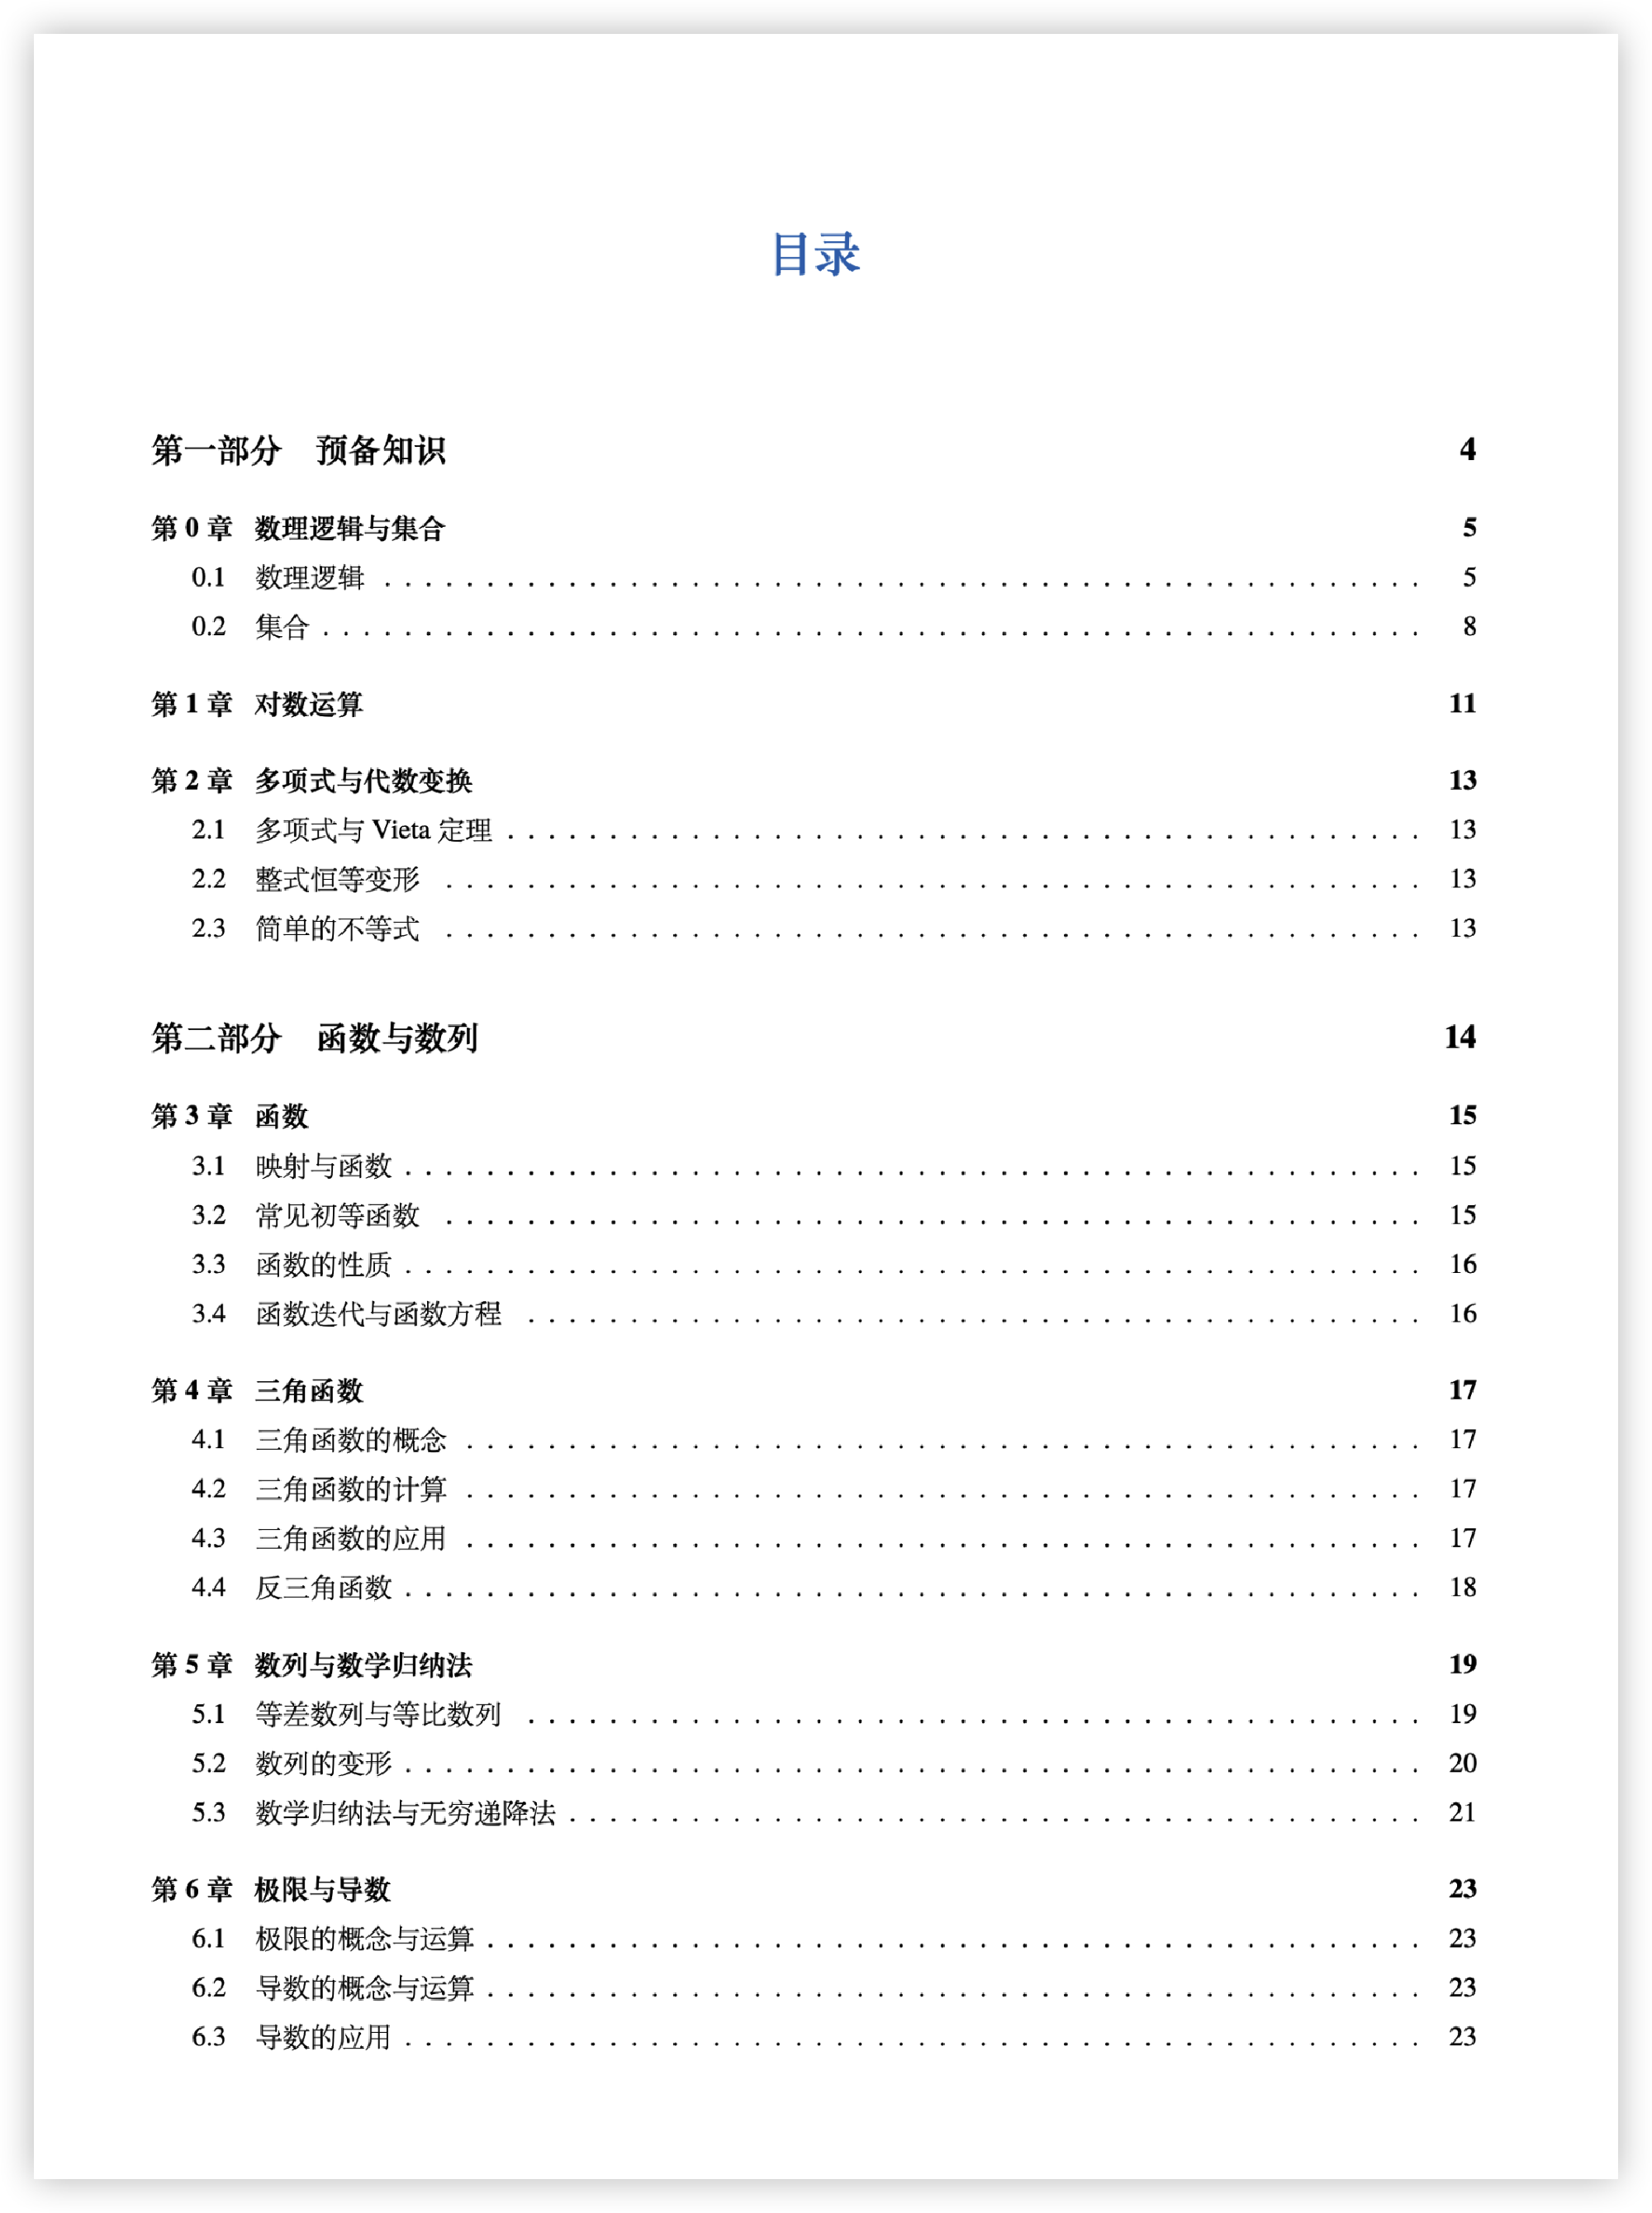 目录
第一部分 预备知识 4
第 0 章 数理逻辑与集合 5
0.1 数理逻辑 . . . . . . . . . . . . . . . . . . . . 5
0.2 集合 . . . . . . . . . . . . . . . . . . . . 8
第 1 章 对数运算 11
第 2 章 多项式与代数变换 13
2.1 多项式与 Vieta 定理 . . . . . . . . . . . . . . . . . . . . 13
2.2 整式恒等变形 . . . . . . . . . . . . . . . . . . . . 13
2.3 简单的不等式 . . . . . . . . . . . . . . . . . . . . 13
第二部分 函数与数列 14
第 3 章 函数 15
3.1 映射与函数 . . . . . . . . . . . . . . . . . . . . 15
3.2 常见初等函数 . . . . . . . . . . . . . . . . . . . . 15
3.3 函数的性质 . . . . . . . . . . . . . . . . . . . . 16
3.4 函数迭代与函数方程 . . . . . . . . . . . . . . . . . . . . 16
第 4 章 三角函数 17
4.1 三角函数的概念 . . . . . . . . . . . . . . . . . . . . 17
4.2 三角函数的计算 . . . . . . . . . . . . . . . . . . . . 17
4.3 三角函数的应用 . . . . . . . . . . . . . . . . . . . . 17
4.4 反三角函数 . . . . . . . . . . . . . . . . . . . . 18
第 5 章 数列与数学归纳法 19
5.1 等差数列与等比数列 . . . . . . . . . . . . . . . . . . . . 19
5.2 数列的变形 . . . . . . . . . . . . . . . . . . . . 20
5.3 数学归纳法与无穷递降法 . . . . . . . . . . . . . . . . . . . . 21
第 6 章 极限与导数 23
6.1 极限的概念与运算 . . . . . . . . . . . . . . . . . . . . 23
6.2 导数的概念与运算 . . . . . . . . . . . . . . . . . . . . 23
6.3 导数的应用 . . . . . . . . . . . . . . . . . . . . 23